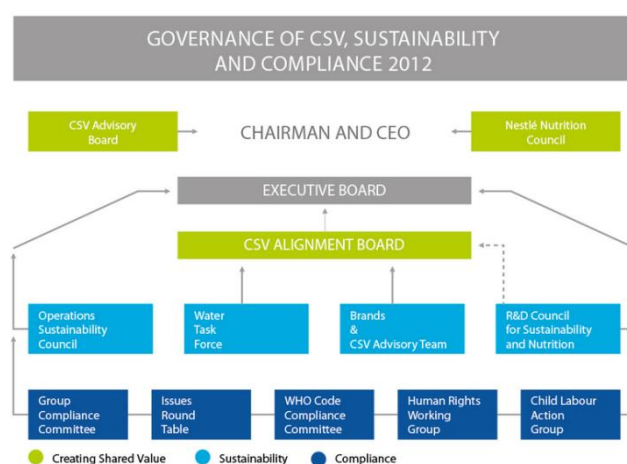 GOVERNANCE OF CSV, SUSTAINABILITY
AND COMPLIANCE 2012
CSV Advisory
Board
CHAIRMAN AND CEO
Nestlé Nutrition
Council
EXECUTIVE BOARD
CSV ALIGNMENT BOARD
Operations
Sustainability
Council
Water
Task
Force
Brands
&
CSV Advisory Team
R&D Council
for Sustainability
and Nutrition
Group
Compliance
Committee
Issues
Round
Table
WHO Code
Compliance
Committee
Human Rights
Working
Group
Child Labour
Action
Group
Creating Shared Value
Sustainability
Compliance